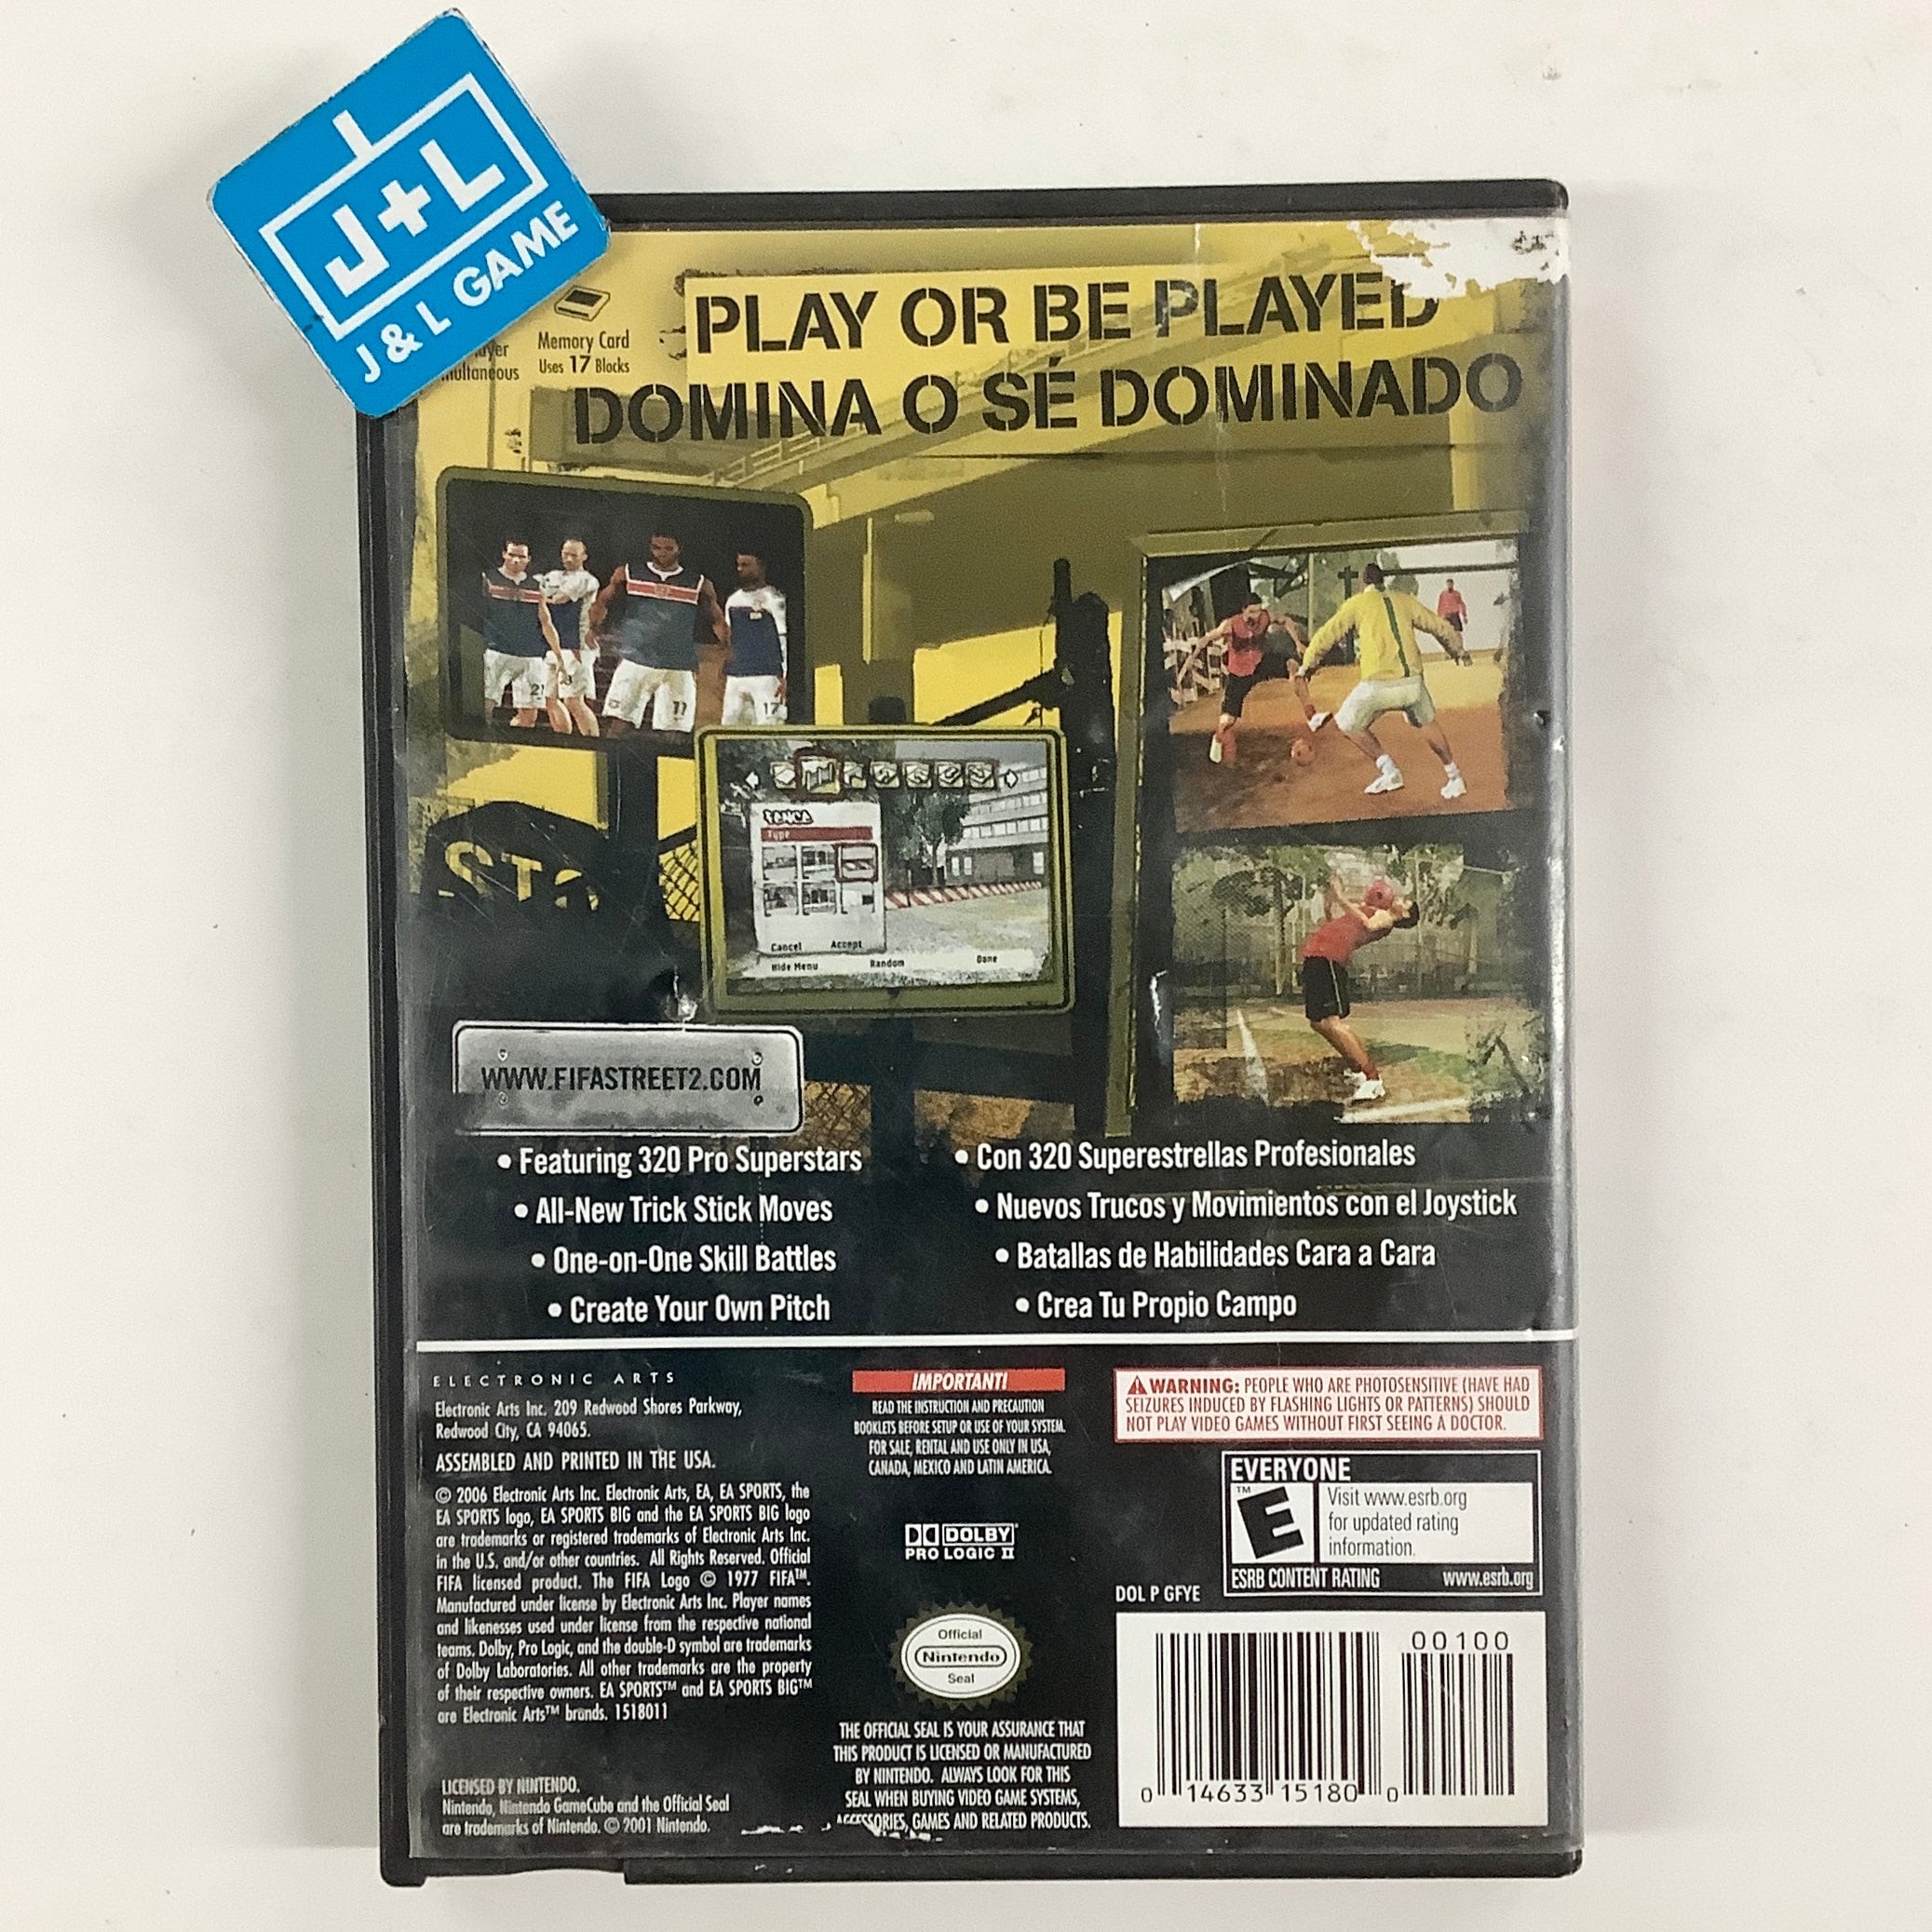 J+L
J & L GAME
Memory Card
Uses 17 Blocks
PLAY OR BE PLAYED
DOMINA O SÉ DOMINADO
21
11
17
FENCE
Type
Cancel Accept
Hide Menu Random Done
WWW.FIFASTREET2.COM
• Featuring 320 Pro Superstars
• All-New Trick Stick Moves
• One-on-One Skill Battles
• Create Your Own Pitch
• Con 320 Superestrellas Profesionales
• Nuevos Trucos y Movimientos con el Joystick
• Batallas de Habilidades Cara a Cara
• Crea Tu Propio Campo
ELECTRONIC ARTS
Electronic Arts Inc. 209 Redwood Shores Parkway,
Redwood City, CA 94065.
ASSEMBLED AND PRINTED IN THE USA.
© 2006 Electronic Arts Inc. Electronic Arts, EA, EA SPORTS, the
EA SPORTS logo, EA SPORTS BIG and the EA SPORTS BIG logo
are trademarks or registered trademarks of Electronic Arts Inc.
in the U.S. and/or other countries. All Rights Reserved. Official
FIFA licensed product. The FIFA Logo © 1977 FIFA™.
Manufactured under license by Electronic Arts Inc. Player names
and likenesses used under license from the respective national
teams. Dolby, Pro Logic, and the double-D symbol are trademarks
of Dolby Laboratories. All other trademarks are the property
of their respective owners. EA SPORTS™ and EA SPORTS BIG™
are Electronic Arts™ brands. 1518011
LICENSED BY NINTENDO.
Nintendo, Nintendo GameCube and the Official Seal
are trademarks of Nintendo. © 2001 Nintendo.
IMPORTANT!
READ THE INSTRUCTION AND PRECAUTION
BOOKLETS BEFORE SETUP OR USE OF YOUR SYSTEM.
FOR SALE, RENTAL AND USE ONLY IN USA,
CANADA, MEXICO AND LATIN AMERICA.
DOLBY
PRO LOGIC II
Official
Nintendo
Seal
THE OFFICIAL SEAL IS YOUR ASSURANCE THAT
THIS PRODUCT IS LICENSED OR MANUFACTURED
BY NINTENDO. ALWAYS LOOK FOR THIS
SEAL WHEN BUYING VIDEO GAME SYSTEMS,
ACCESSORIES, GAMES AND RELATED PRODUCTS.
WARNING: PEOPLE WHO ARE PHOTOSENSITIVE (HAVE HAD
SEIZURES INDUCED BY FLASHING LIGHTS OR PATTERNS) SHOULD
NOT PLAY VIDEO GAMES WITHOUT FIRST SEEING A DOCTOR.
EVERYONE
E™
Visit www.esrb.org
for updated rating
information.
ESRB CONTENT RATING www.esrb.org
DOL P GFYE
00100
0 14633 15180 0